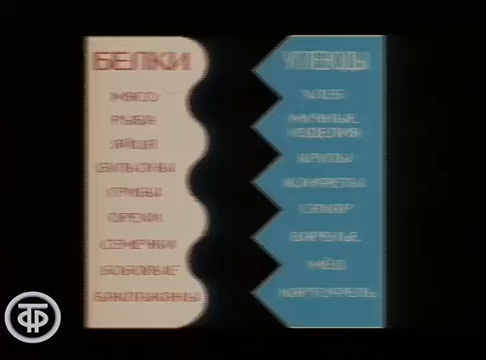 БЕЛКИ
МЯСО
РЫБА
ЯЙЦА
БУЛЬОНЫ
ГРИБЫ
ОРЕХИ
СЕМЕЧКИ
БОБОВЫЕ
БАКЛАЖАНЫ
УГЛЕВОДЫ
ХЛЕБ
МУЧНЫЕ
ИЗДЕЛИЯ
КРУПЫ
КОНФЕТЫ
САХАР
ВАРЕНЬЕ
МЁД
КАРТОФЕЛЬ